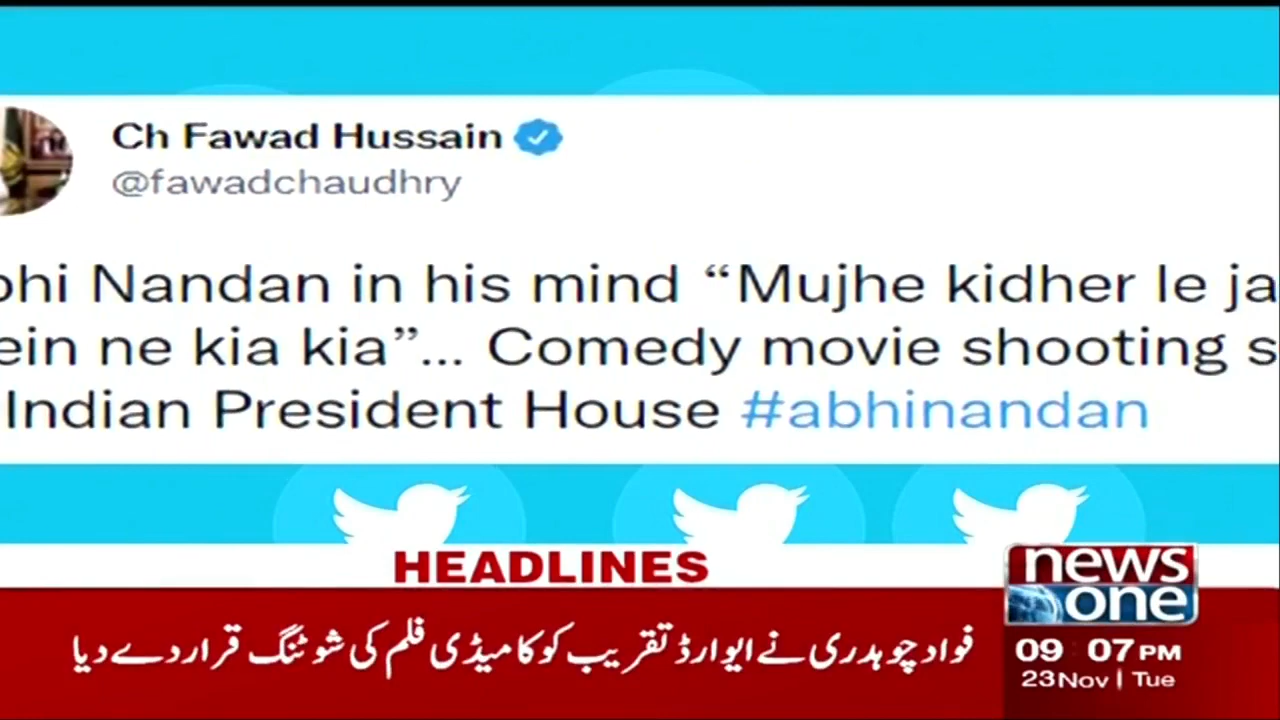 Ch Fawad Hussain
@fawadchaudhry
Nandan in his mind “Mujhe kidher le
ne kia kia”... Comedy movie shooting
Indian President House #abhinandan
HEADLINES
فواد چوہدری نے ایوارڈ تقریب کو کامیڈی فلم کی شوٹنگ قرار دے دیا
news
one
09 07 PM
23 Nov | Tue